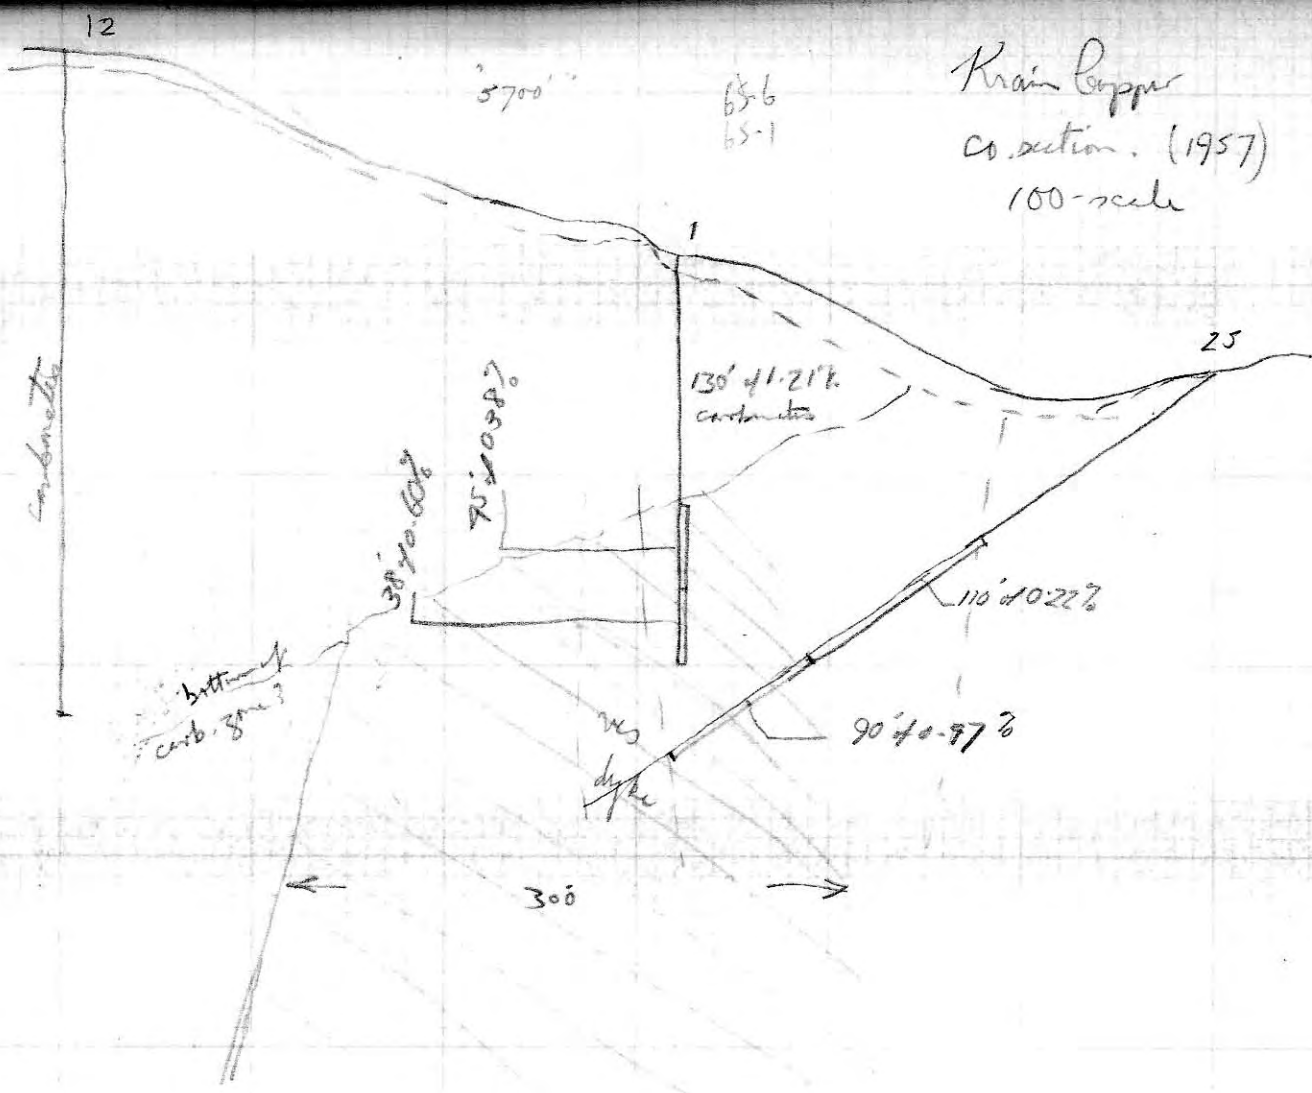 12
5700'
65-6
65-1
Krain Copper
Co. section. (1957)
100-scale
1
25
carbonates
130' of 1.21%
carbonates
95' of 0.38%
38' of 0.60%
110' of 0.22%
bottom of
carb. zone?
90' of 0.97%
dyke
300'